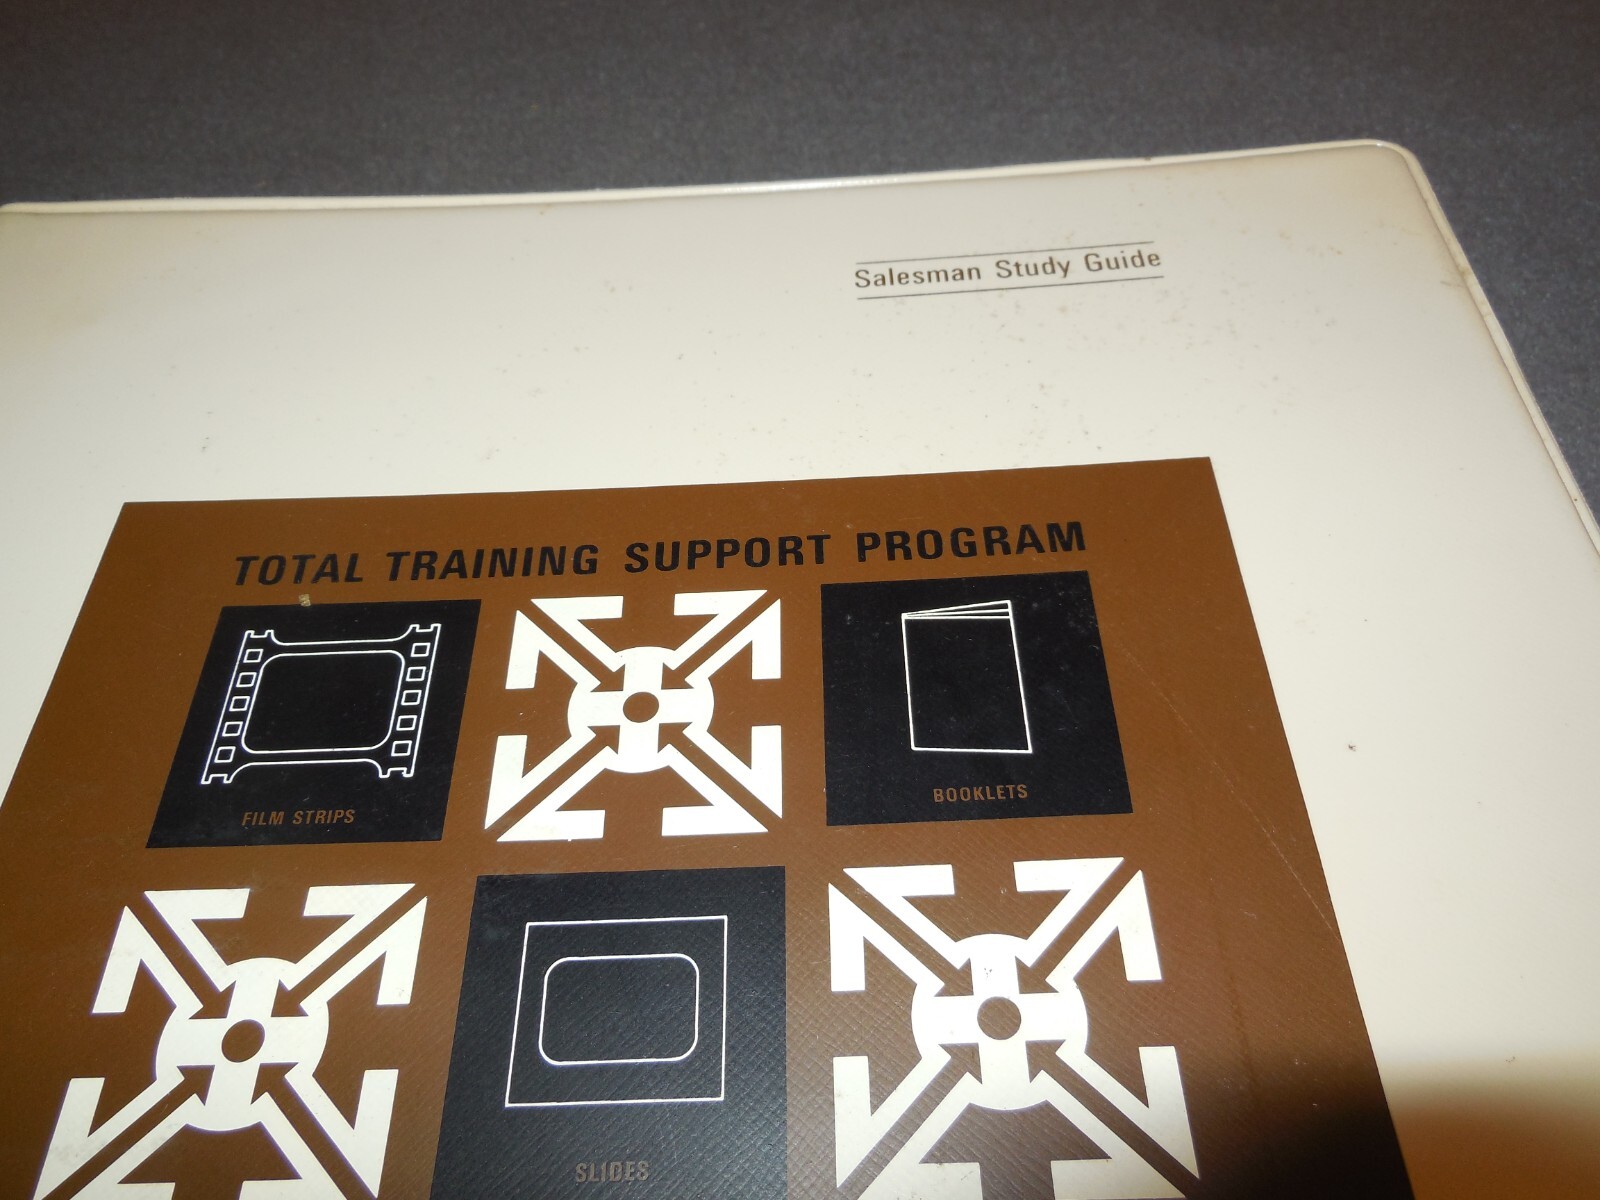 Salesman Study Guide
TOTAL TRAINING SUPPORT PROGRAM
FILM STRIPS
BOOKLETS
SLIDES